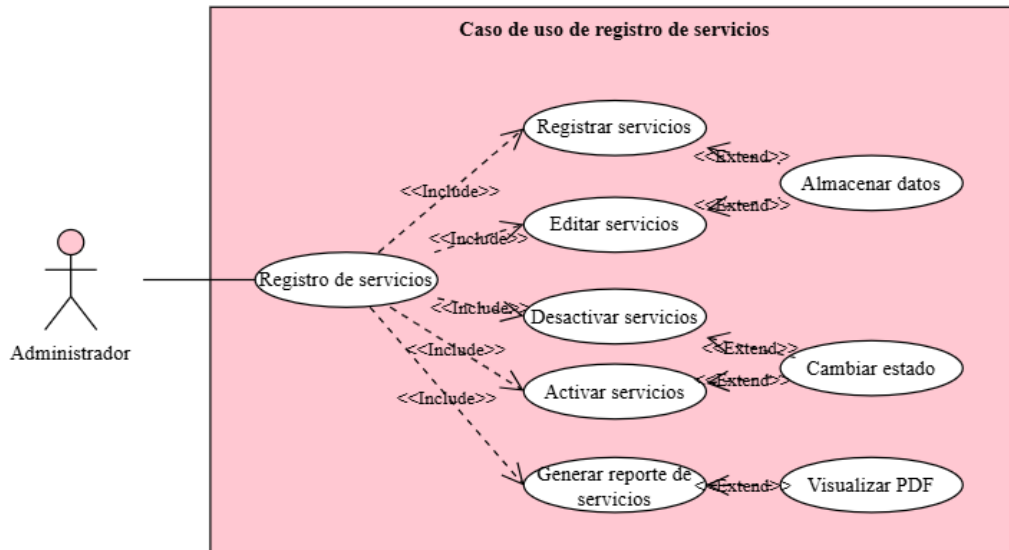 Caso de uso de registro de servicios
Registrar servicios
<<Extend>>
Almacenar datos
<<Include>>
<<Extend>>
Editar servicios
<<Include>>
Registro de servicios
<<Include>>
Desactivar servicios
Administrador
<<Include>>
<<Extend>>
Cambiar estado
<<Extend>>
Activar servicios
<<Include>>
Generar reporte de
servicios
<<Extend>>
Visualizar PDF